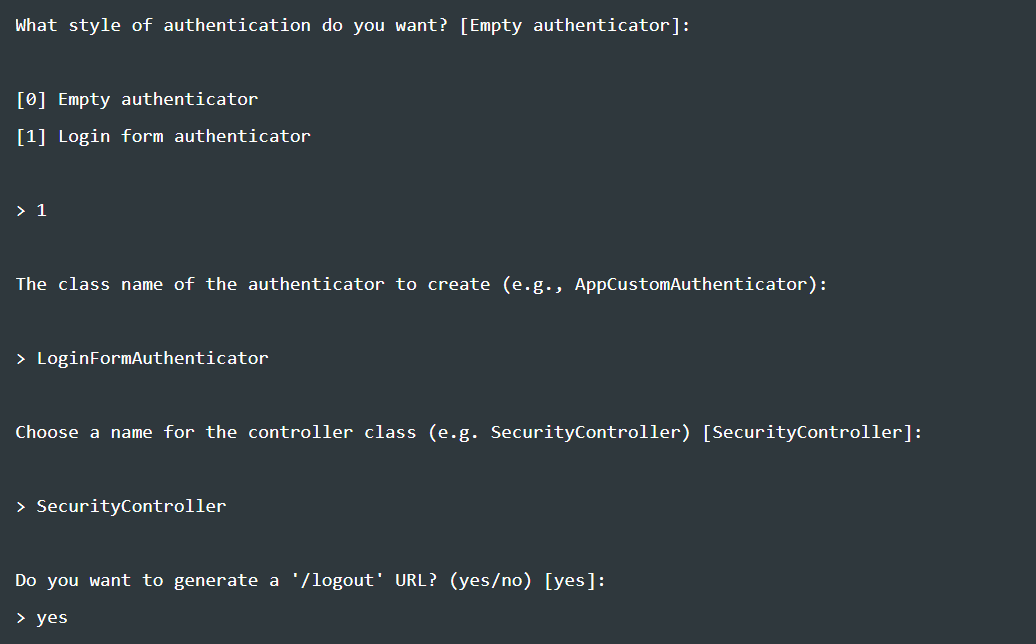 What style of authentication do you want? [Empty authenticator]:
[0] Empty authenticator
[1] Login form authenticator
> 1
The class name of the authenticator to create (e.g., AppCustomAuthenticator):
> LoginFormAuthenticator
Choose a name for the controller class (e.g. SecurityController) [SecurityController]:
> SecurityController
Do you want to generate a '/logout' URL? (yes/no) [yes]:
> yes